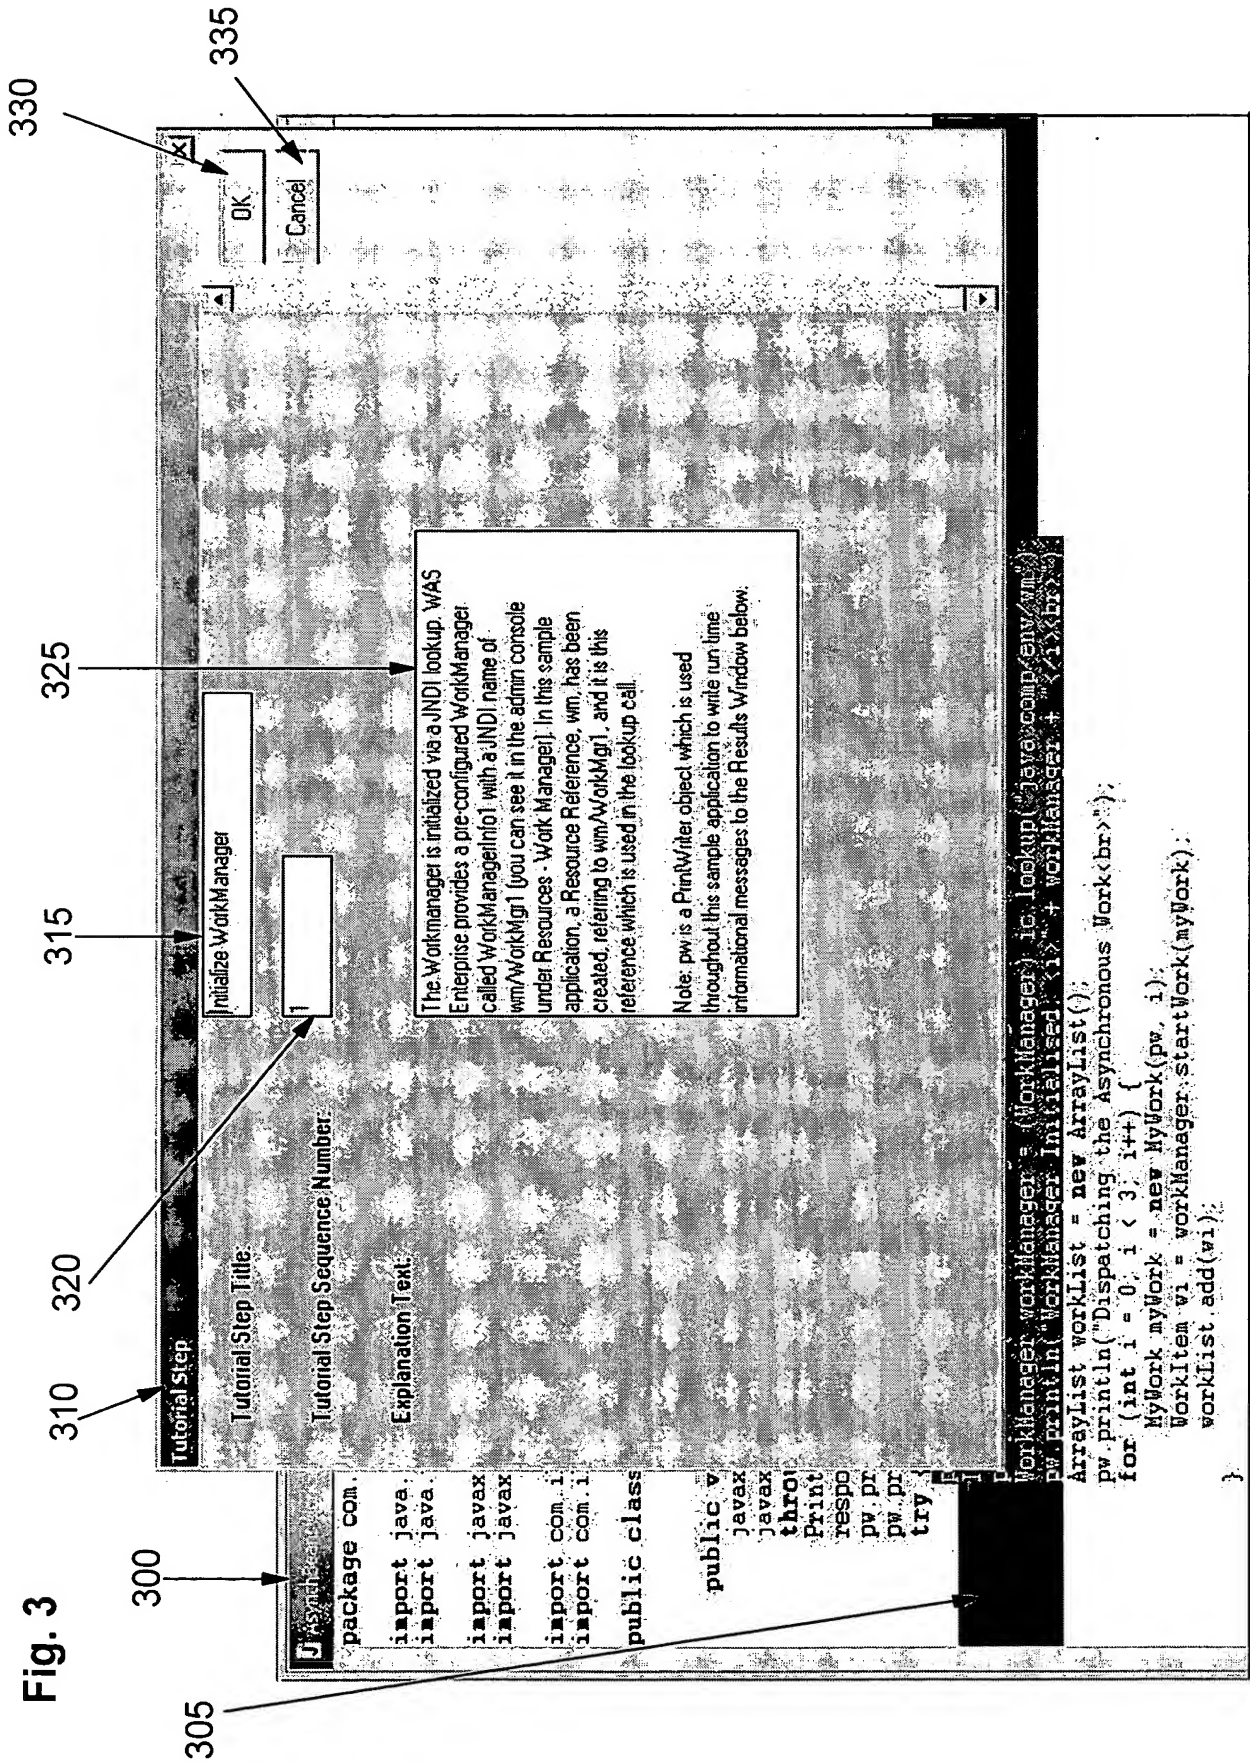 Fig. 3
300
305
310
315
320
325
330
335
Tutorial Step
Tutorial Step Title:
Initialize WorkManager
Tutorial Step Sequence Number:
1
Explanation Text:
The Workmanager is initialized via a JNDI lookup. WAS
Enterprise provides a pre-configured WorkManager
called WorkManagerInfo1 with a JNDI name of
wm/WorkMgr1 (you can see it in the admin console
under Resources - Work Manager). In this sample
application, a Resource Reference, wm, has been
created, referring to wm/WorkMgr1, and it is this
reference which is used in the lookup call.
Note: pw is a PrintWriter object which is used
throughout this sample application to write run time
informational messages to the Results Window below.
OK
Cancel
J
package com.
import java.
import java.
import javax
import javax
import com.i
import com.i
public class
public v
javax
javax
throu
Print
respo
pw.pr
pw.pr
try {
WorkManager workManager = (WorkManager) ic.lookup("java:comp/env/wm");
pw.println("WorkManager Initialised: <i>" + workManager + "</i><br>");
ArrayList workList = new ArrayList();
pw.println("Dispatching the Asynchronous Work<br>");
for (int i = 0; i < 3; i++) {
MyWork myWork = new MyWork(pw, i);
WorkItem wi = workManager.startWork(myWork);
workList.add(wi);
}